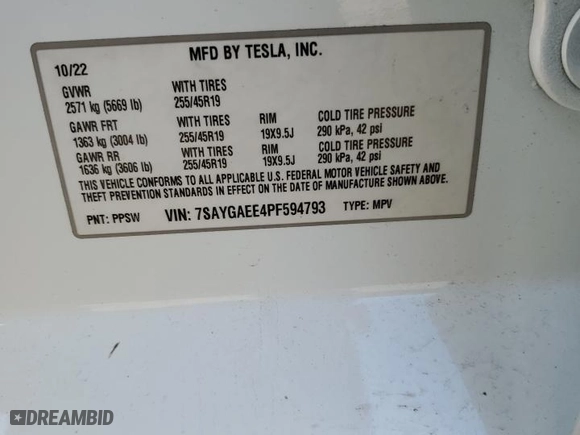 MFD BY TESLA, INC.
10/22
GVWR WITH TIRES
2571 kg (5669 lb) 255/45R19
GAWR FRT WITH TIRES RIM COLD TIRE PRESSURE
1363 kg (3004 lb) 255/45R19 19X9.5J 290 kPa, 42 psi
GAWR RR WITH TIRES RIM COLD TIRE PRESSURE
1636 kg (3606 lb) 255/45R19 19X9.5J 290 kPa, 42 psi
THIS VEHICLE CONFORMS TO ALL APPLICABLE U.S. FEDERAL MOTOR VEHICLE SAFETY AND
THEFT PREVENTION STANDARDS IN EFFECT ON THE DATE OF MANUFACTURE SHOWN ABOVE.
PNT: PPSW VIN: 7SAYGAEE4PF594793 TYPE: MPV
DREAMBID